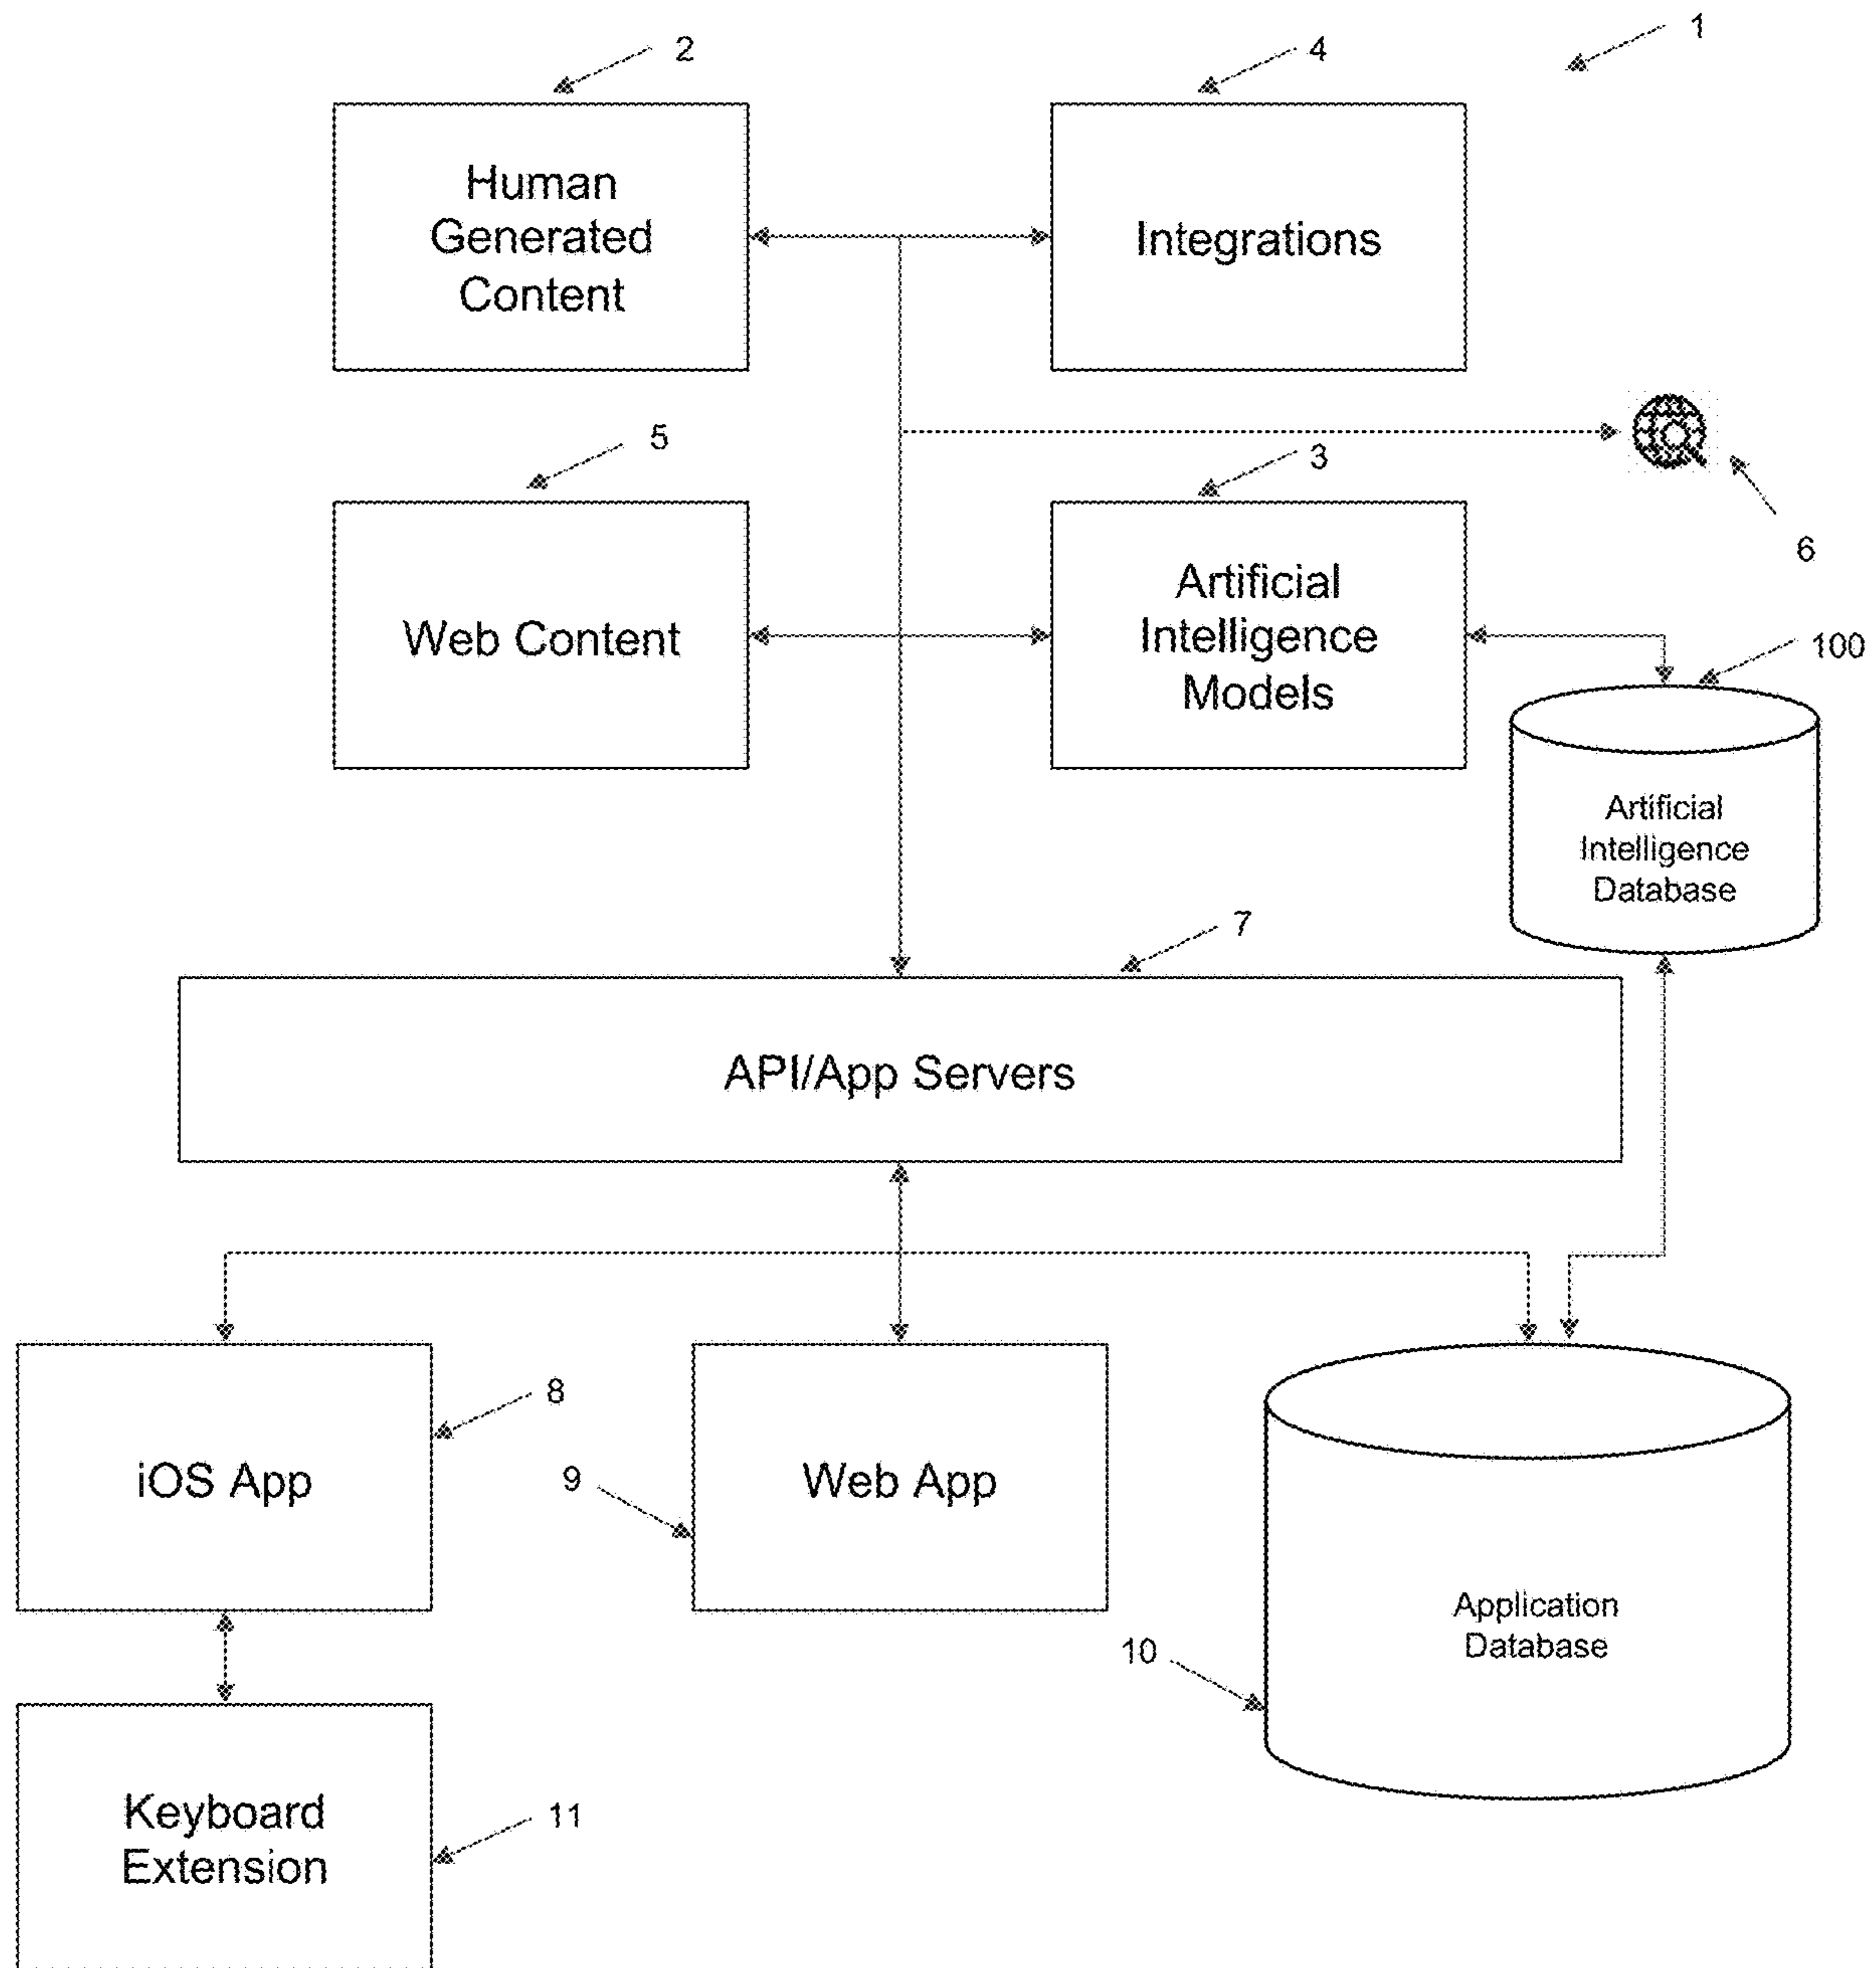 1
2
4
Human
Generated
Content
Integrations
5
3
6
Web Content
Artificial
Intelligence
Models
100
Artificial
Intelligence
Database
7
API/App Servers
8
iOS App
9
Web App
10
Application
Database
11
Keyboard
Extension